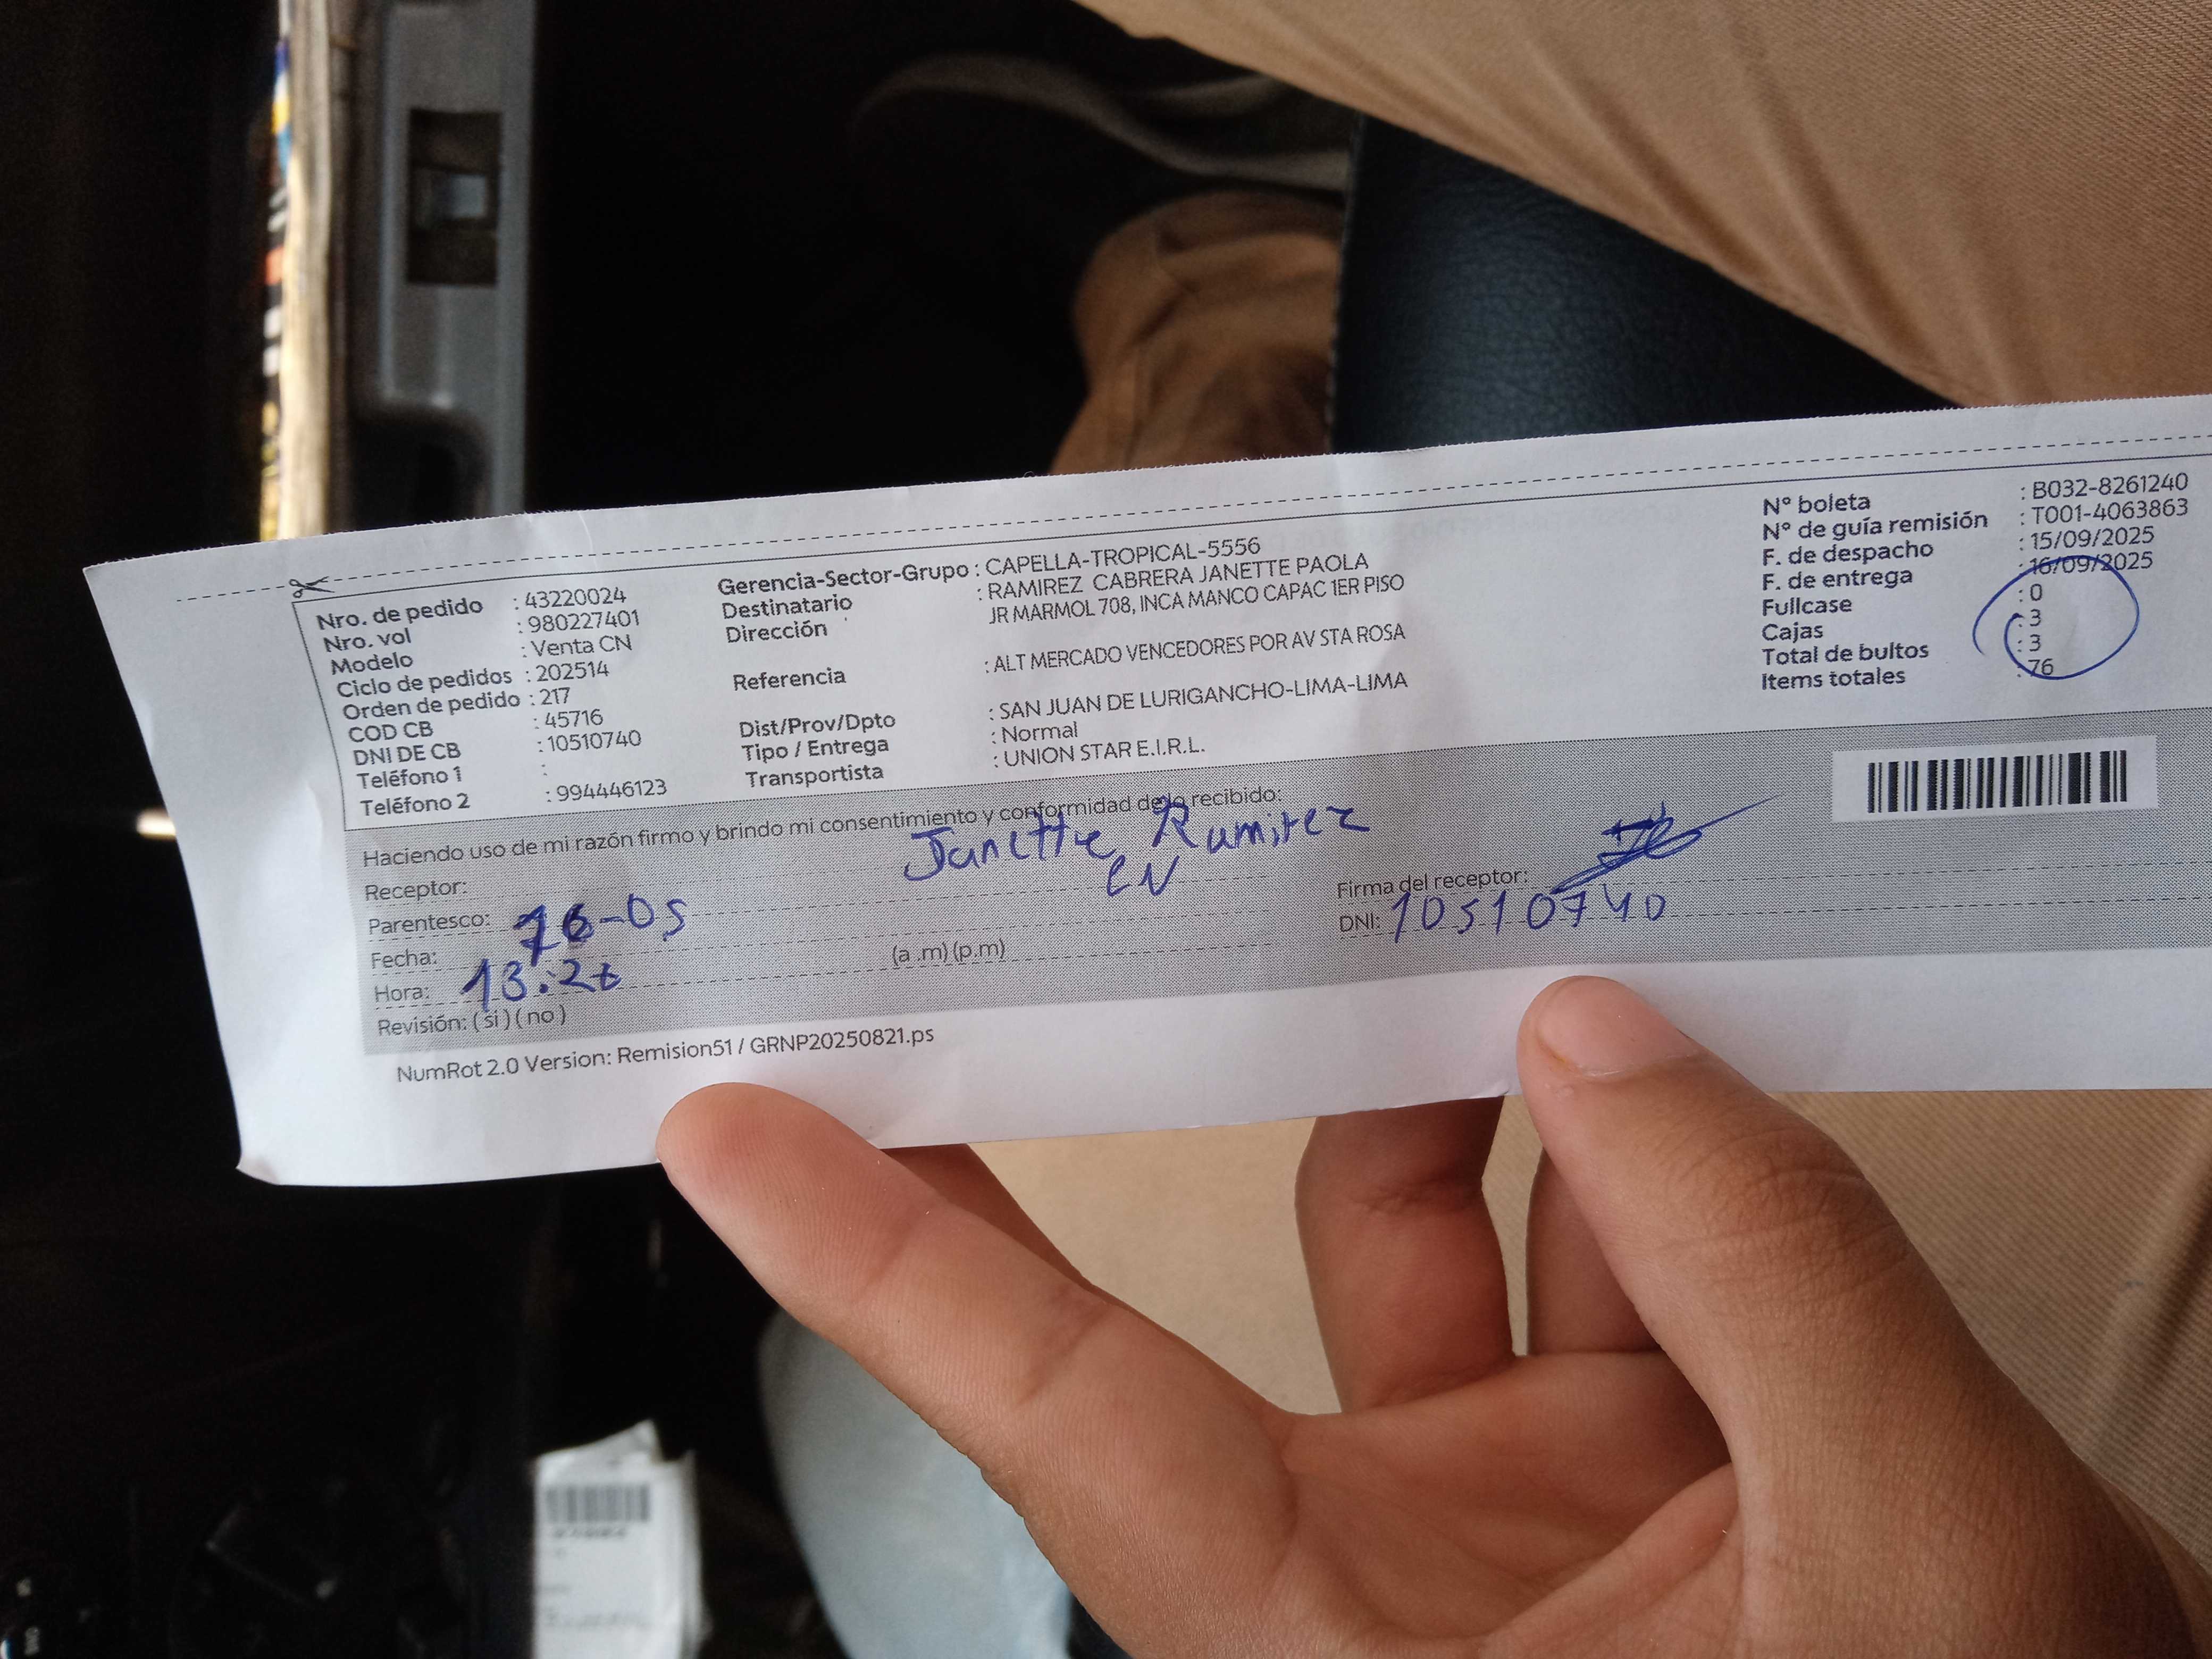 Nro. de pedido : 43220024
Nro. vol : 980227401
Modelo : Venta CN
Ciclo de pedidos : 202514
Orden de pedido : 217
COD CB : 45716
DNI DE CB : 10510740
Teléfono 1 :
Teléfono 2 : 994446123
Gerencia-Sector-Grupo : CAPELLA-TROPICAL-5556
Destinatario : RAMIREZ CABRERA JANETTE PAOLA
Dirección JR MARMOL 708, INCA MANCO CAPAC 1ER PISO
Referencia : ALT MERCADO VENCEDORES POR AV STA ROSA
Dist/Prov/Dpto : SAN JUAN DE LURIGANCHO-LIMA-LIMA
Tipo / Entrega : Normal
Transportista : UNION STAR E.I.R.L.
N° boleta : B032-8261240
N° de guía remisión : T001-4063863
F. de despacho : 15/09/2025
F. de entrega : 16/09/2025
Fullcase : 0
Cajas : 3
Total de bultos : 3
Items totales : 76
Haciendo uso de mi razón firmo y brindo mi consentimiento y conformidad de lo recibido:
Receptor: Janette Ramirez
Parentesco: CN
Fecha:
Hora: (a .m) (p.m)
Revisión: ( si ) ( no )
Firma del receptor:
DNI: 10510740
NumRot 2.0 Version: Remision51 / GRNP20250821.ps